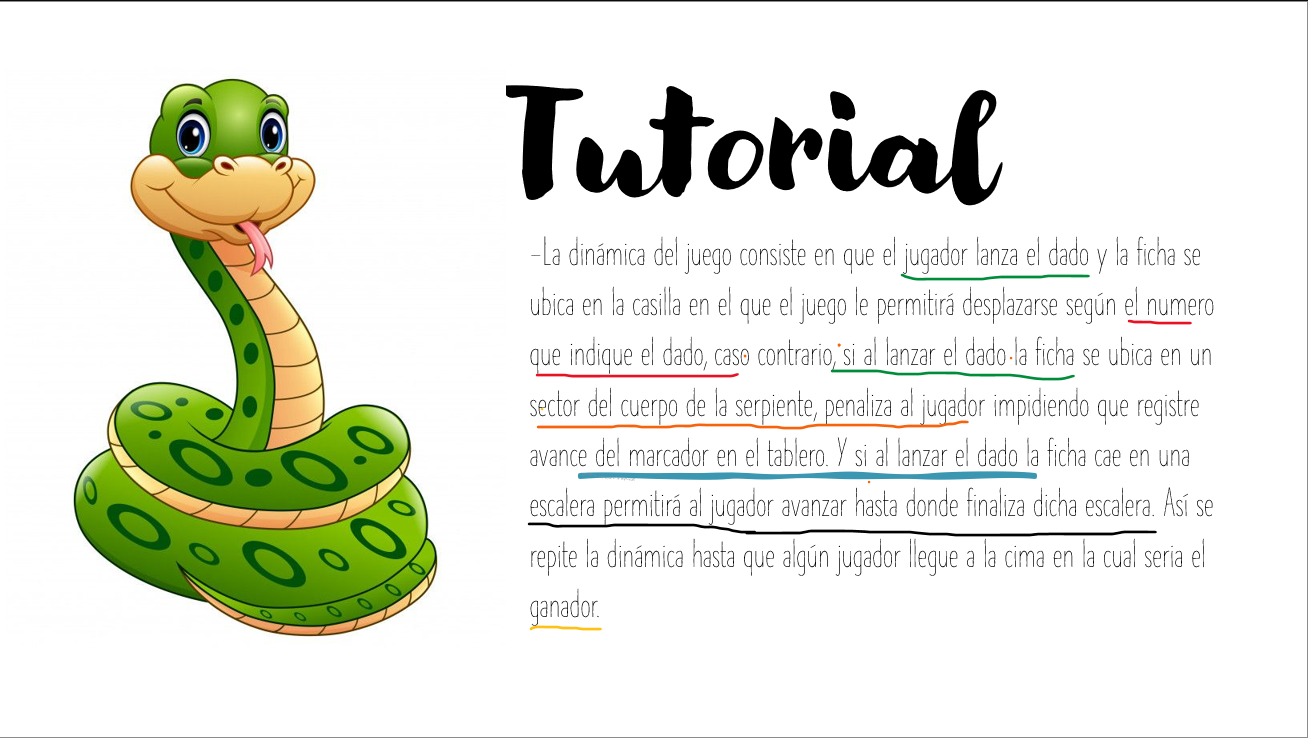 Tutorial
-La dinámica del juego consiste en que el jugador lanza el dado y la ficha se
ubica en la casilla en el que el juego le permitirá desplazarse según el numero
que indique el dado, caso contrario, si al lanzar el dado la ficha se ubica en un
sector del cuerpo de la serpiente, penaliza al jugador impidiendo que registre
avance del marcador en el tablero. Y si al lanzar el dado la ficha cae en una
escalera permitirá al jugador avanzar hasta donde finaliza dicha escalera. Así se
repite la dinámica hasta que algún jugador llegue a la cima en la cual seria el
ganador.